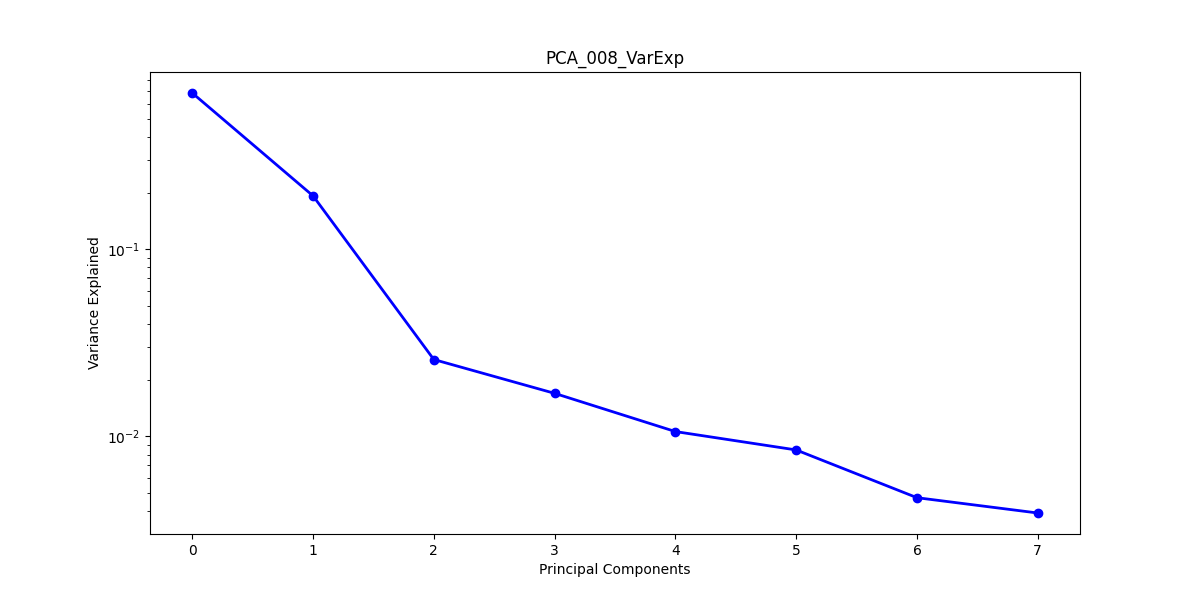 PCA_008_VarExp
Variance Explained
10⁻¹
10⁻²
0 1 2 3 4 5 6 7
Principal Components